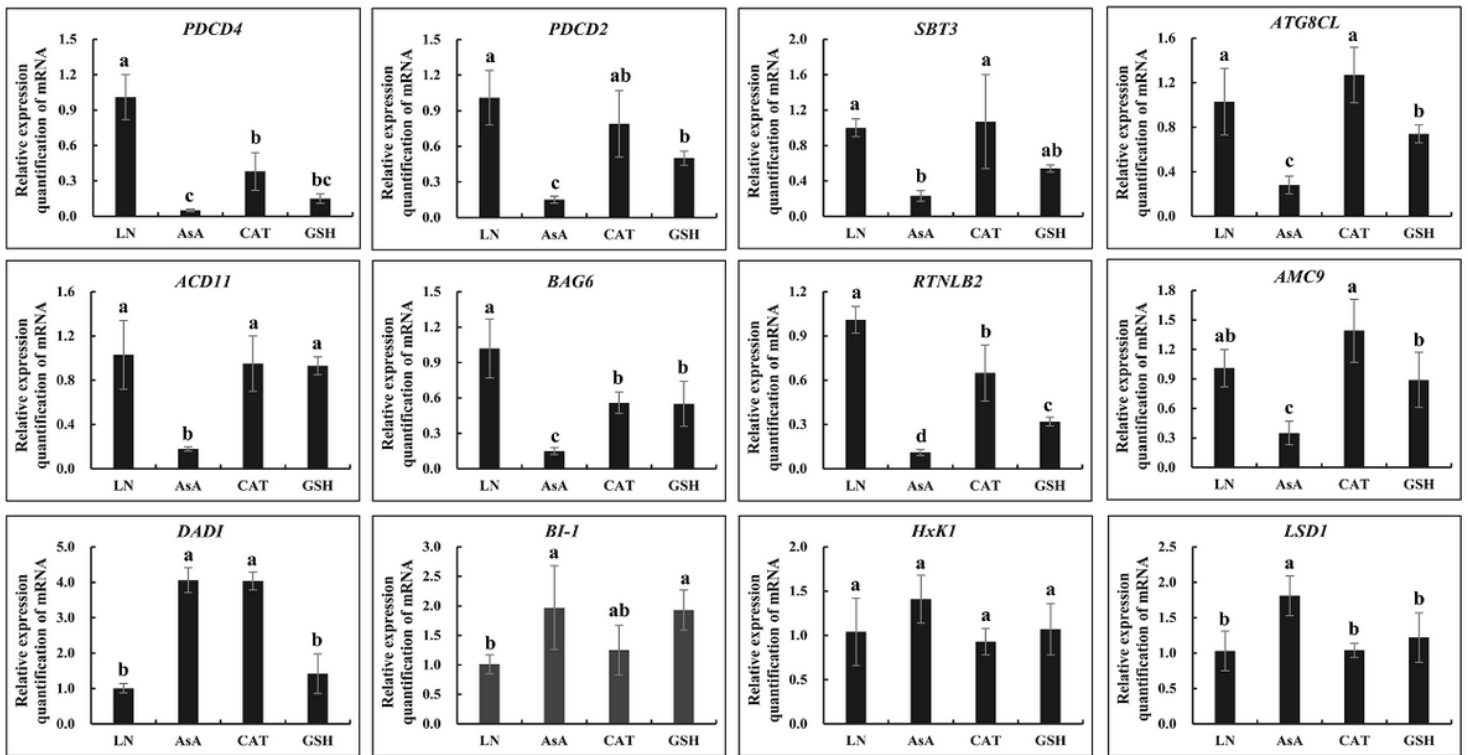 PDCD4
Relative expression
quantification of mRNA
1.5
1.2
0.9
0.6
0.3
0.0
a
c
b
bc
LN AsA CAT GSH
PDCD2
Relative expression
quantification of mRNA
1.5
1.2
0.9
0.6
0.3
0.0
a
c
ab
b
LN AsA CAT GSH
SBT3
Relative expression
quantification of mRNA
2.0
1.6
1.2
0.8
0.4
0.0
a
b
a
ab
LN AsA CAT GSH
ATG8CL
Relative expression
quantification of mRNA
1.6
1.2
0.8
0.4
0.0
a
c
a
b
LN AsA CAT GSH
ACD11
Relative expression
quantification of mRNA
1.6
1.2
0.8
0.4
0.0
a
b
a
a
LN AsA CAT GSH
BAG6
Relative expression
quantification of mRNA
1.5
1.2
0.9
0.6
0.3
0.0
a
c
b
b
LN AsA CAT GSH
RTNLB2
Relative expression
quantification of mRNA
1.2
0.9
0.6
0.3
0.0
a
d
b
c
LN AsA CAT GSH
AMC9
Relative expression
quantification of mRNA
1.8
1.5
1.2
0.9
0.6
0.3
0.0
ab
c
a
b
LN AsA CAT GSH
DADI
Relative expression
quantification of mRNA
5.0
4.0
3.0
2.0
1.0
0.0
b
a
a
b
LN AsA CAT GSH
BI-1
Relative expression
quantification of mRNA
3.0
2.5
2.0
1.5
1.0
0.5
0.0
b
a
ab
a
LN AsA CAT GSH
HxK1
Relative expression
quantification of mRNA
2.0
1.5
1.0
0.5
0.0
a
a
a
a
LN AsA CAT GSH
LSD1
Relative expression
quantification of mRNA
2.5
2.0
1.5
1.0
0.5
0.0
b
a
b
b
LN AsA CAT GSH